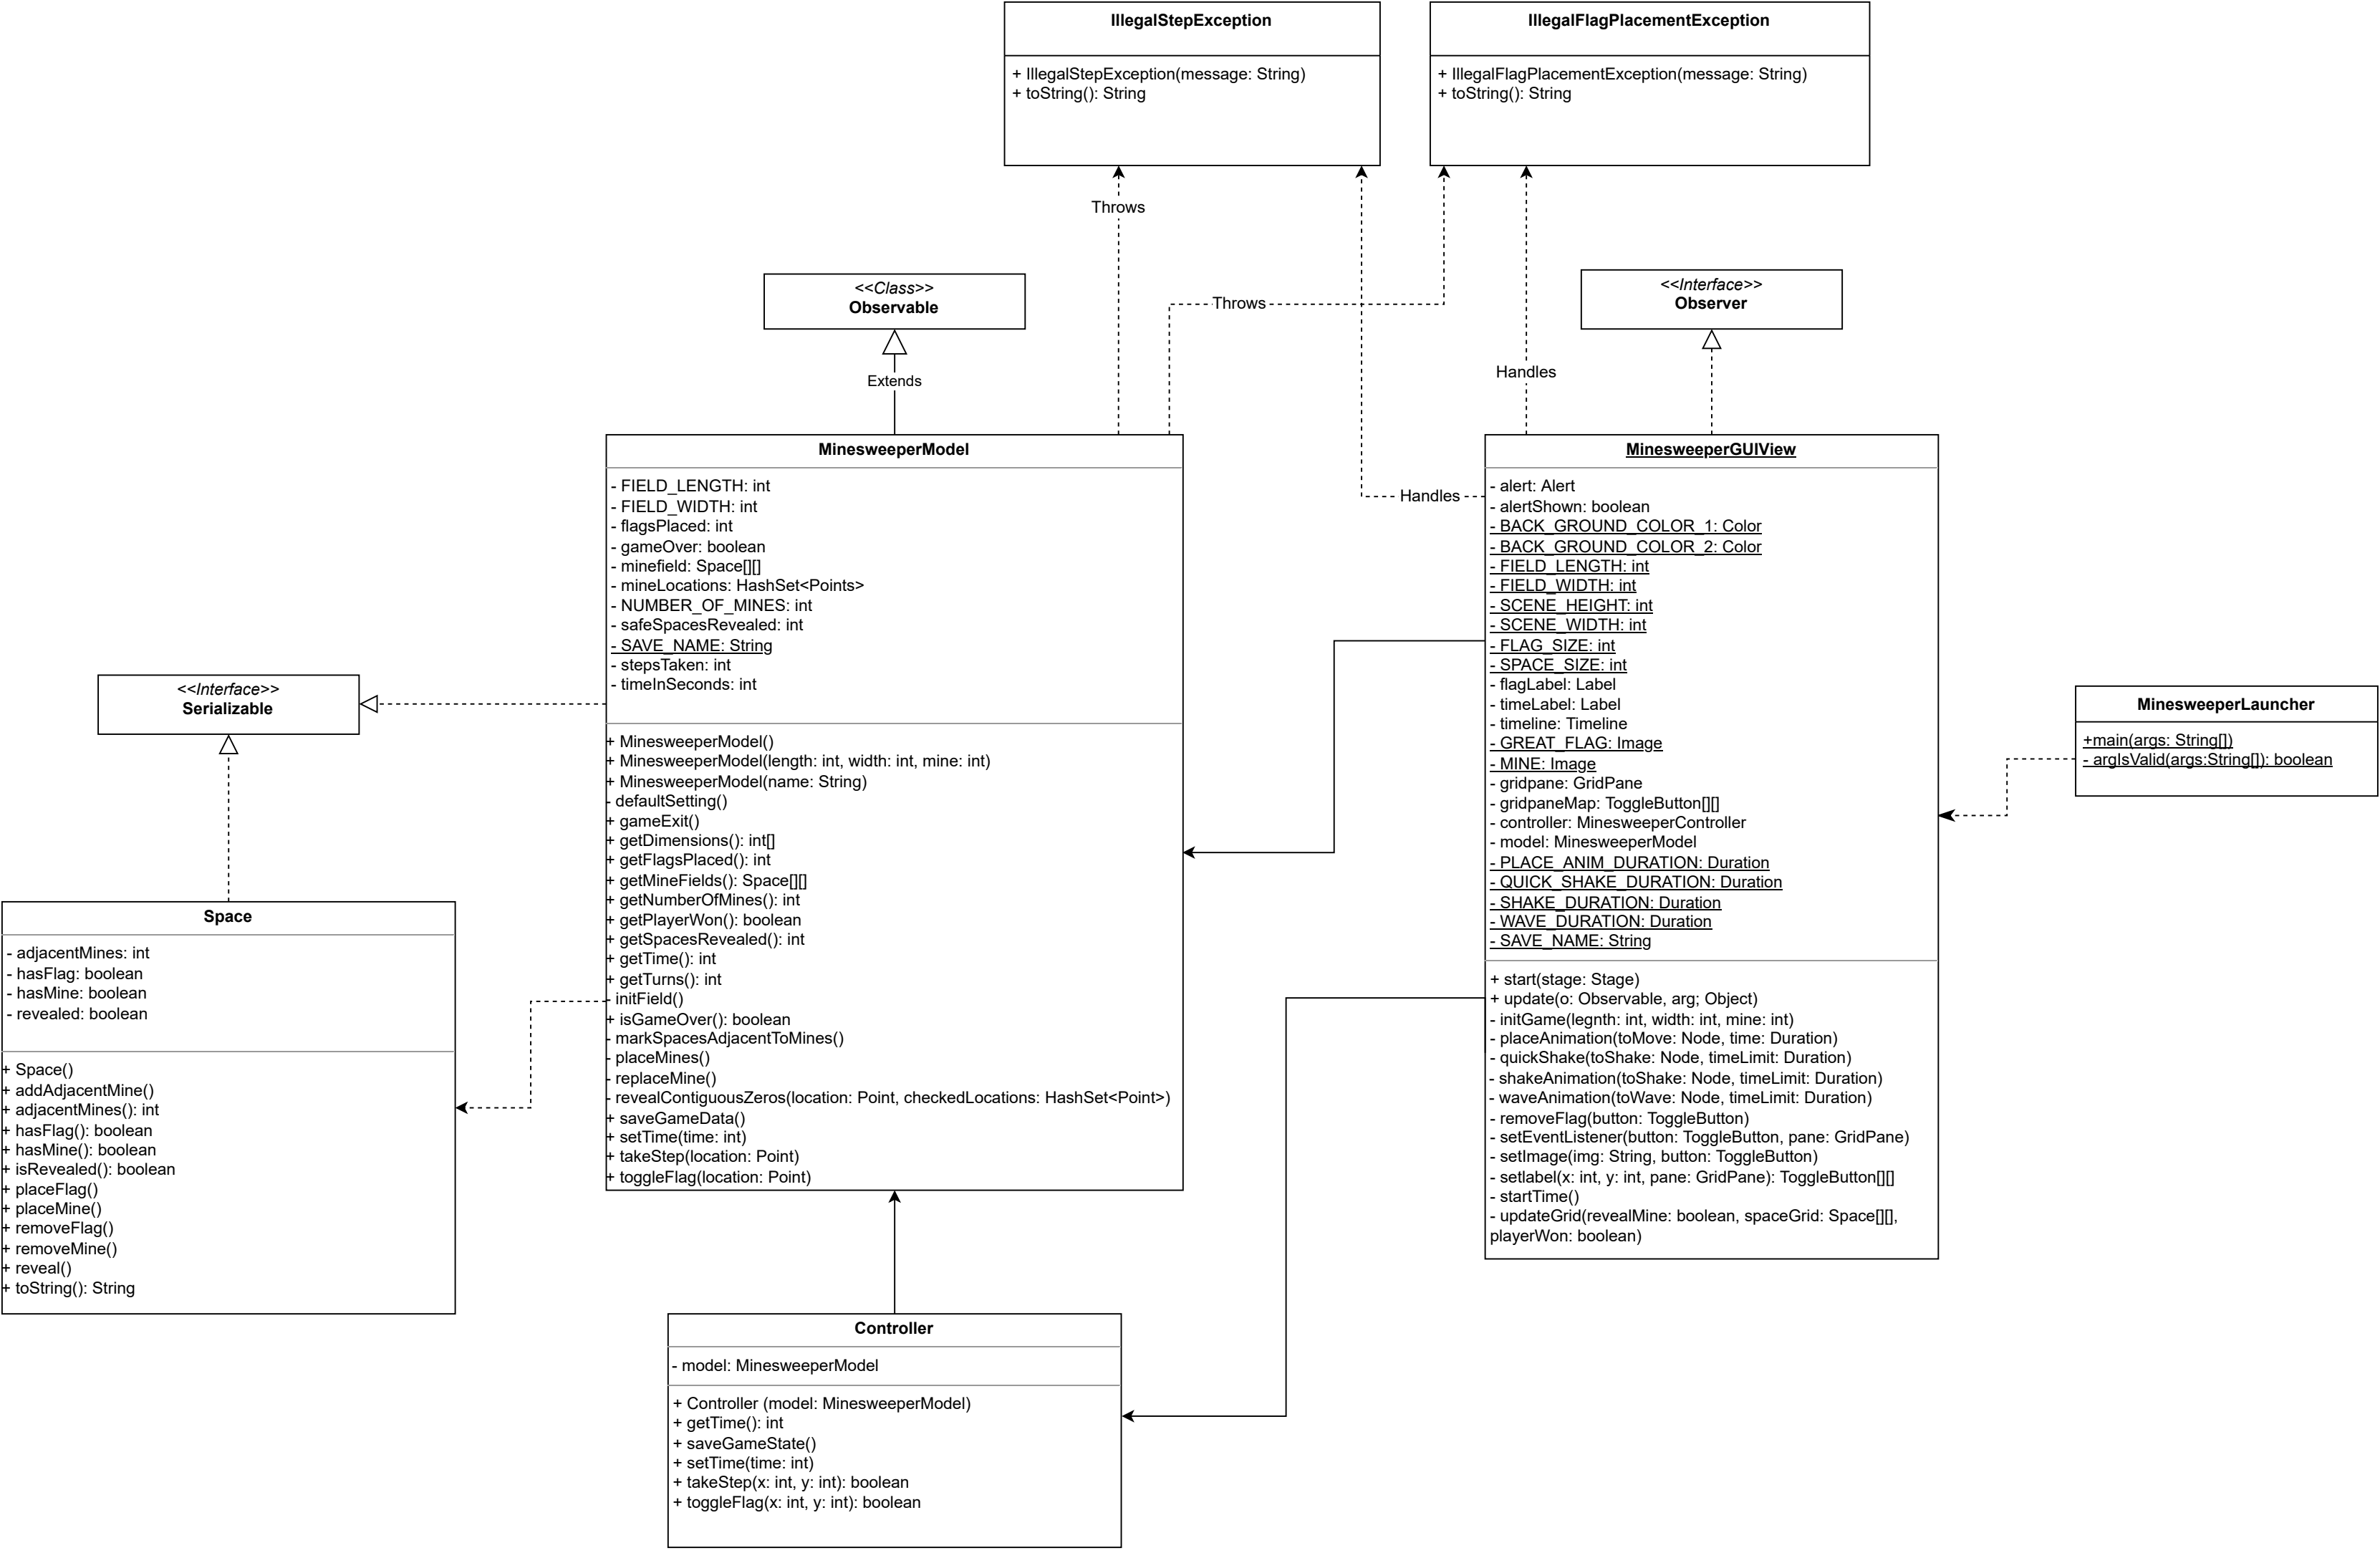 IllegalStepException
+ IllegalStepException(message: String)
+ toString(): String
IllegalFlagPlacementException
+ IllegalFlagPlacementException(message: String)
+ toString(): String
Throws
Throws
Handles
Handles
<<Class>>
Observable
Extends
<<Interface>>
Observer
<<Interface>>
Serializable
Space
- adjacentMines: int
- hasFlag: boolean
- hasMine: boolean
- revealed: boolean
+ Space()
+ addAdjacentMine()
+ adjacentMines(): int
+ hasFlag(): boolean
+ hasMine(): boolean
+ isRevealed(): boolean
+ placeFlag()
+ placeMine()
+ removeFlag()
+ removeMine()
+ reveal()
+ toString(): String
MinesweeperModel
- FIELD_LENGTH: int
- FIELD_WIDTH: int
- flagsPlaced: int
- gameOver: boolean
- minefield: Space[][]
- mineLocations: HashSet<Points>
- NUMBER_OF_MINES: int
- safeSpacesRevealed: int
- SAVE_NAME: String
- stepsTaken: int
- timeInSeconds: int
+ MinesweeperModel()
+ MinesweeperModel(length: int, width: int, mine: int)
+ MinesweeperModel(name: String)
- defaultSetting()
+ gameExit()
+ getDimensions(): int[]
+ getFlagsPlaced(): int
+ getMineFields(): Space[][]
+ getNumberOfMines(): int
+ getPlayerWon(): boolean
+ getSpacesRevealed(): int
+ getTime(): int
+ getTurns(): int
- initField()
+ isGameOver(): boolean
- markSpacesAdjacentToMines()
- placeMines()
- replaceMine()
- revealContiguousZeros(location: Point, checkedLocations: HashSet<Point>)
+ saveGameData()
+ setTime(time: int)
+ takeStep(location: Point)
+ toggleFlag(location: Point)
MinesweeperGUIView
- alert: Alert
- alertShown: boolean
- BACK_GROUND_COLOR_1: Color
- BACK_GROUND_COLOR_2: Color
- FIELD_LENGTH: int
- FIELD_WIDTH: int
- SCENE_HEIGHT: int
- SCENE_WIDTH: int
- FLAG_SIZE: int
- SPACE_SIZE: int
- flagLabel: Label
- timeLabel: Label
- timeline: Timeline
- GREAT_FLAG: Image
- MINE: Image
- gridpane: GridPane
- gridpaneMap: ToggleButton[][]
- controller: MinesweeperController
- model: MinesweeperModel
- PLACE_ANIM_DURATION: Duration
- QUICK_SHAKE_DURATION: Duration
- SHAKE_DURATION: Duration
- WAVE_DURATION: Duration
- SAVE_NAME: String
+ start(stage: Stage)
+ update(o: Observable, arg; Object)
- initGame(legnth: int, width: int, mine: int)
- placeAnimation(toMove: Node, time: Duration)
- quickShake(toShake: Node, timeLimit: Duration)
- shakeAnimation(toShake: Node, timeLimit: Duration)
- waveAnimation(toWave: Node, timeLimit: Duration)
- removeFlag(button: ToggleButton)
- setEventListener(button: ToggleButton, pane: GridPane)
- setImage(img: String, button: ToggleButton)
- setlabel(x: int, y: int, pane: GridPane): ToggleButton[][]
- startTime()
- updateGrid(revealMine: boolean, spaceGrid: Space[][],
playerWon: boolean)
MinesweeperLauncher
+main(args: String[])
- argIsValid(args:String[]): boolean
Controller
- model: MinesweeperModel
+ Controller (model: MinesweeperModel)
+ getTime(): int
+ saveGameState()
+ setTime(time: int)
+ takeStep(x: int, y: int): boolean
+ toggleFlag(x: int, y: int): boolean